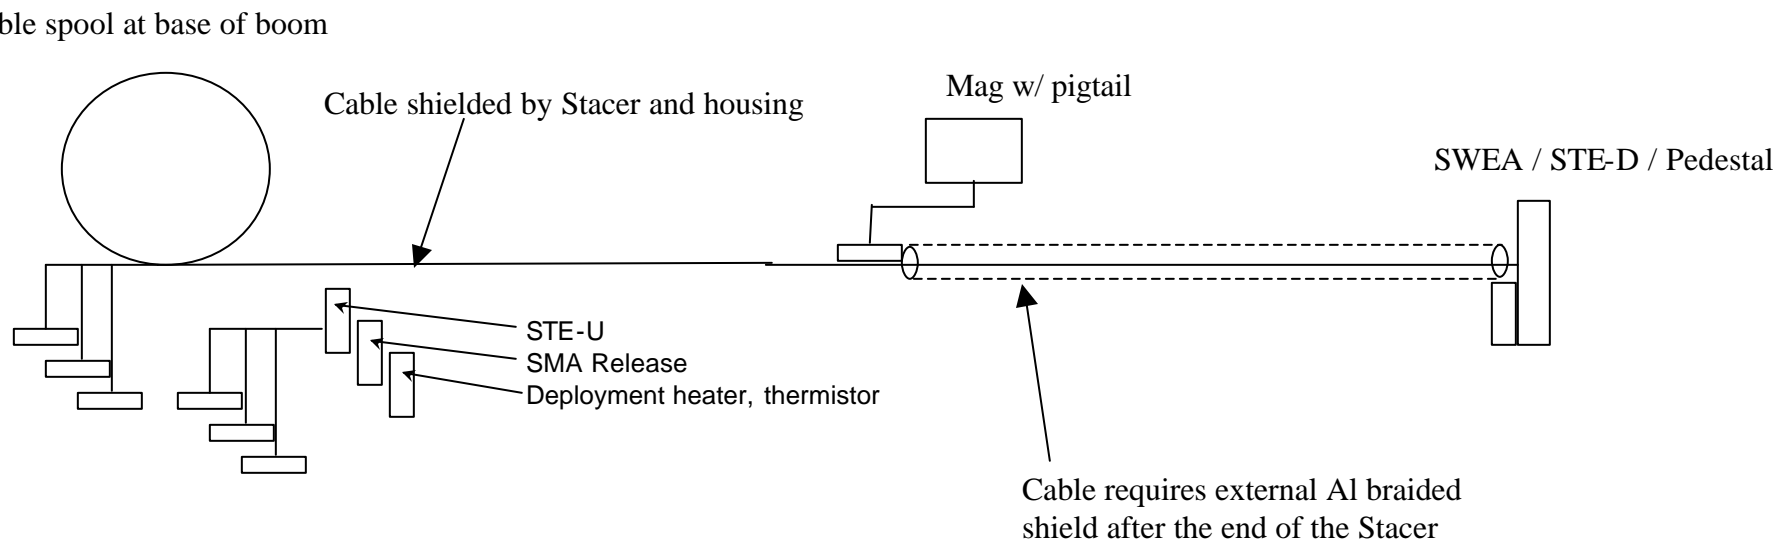 ble spool at base of boom
Mag w/ pigtail
Cable shielded by Stacer and housing
SWEA / STE-D / Pedestal
STE-U
SMA Release
Deployment heater, thermistor
Cable requires external Al braided
shield after the end of the Stacer